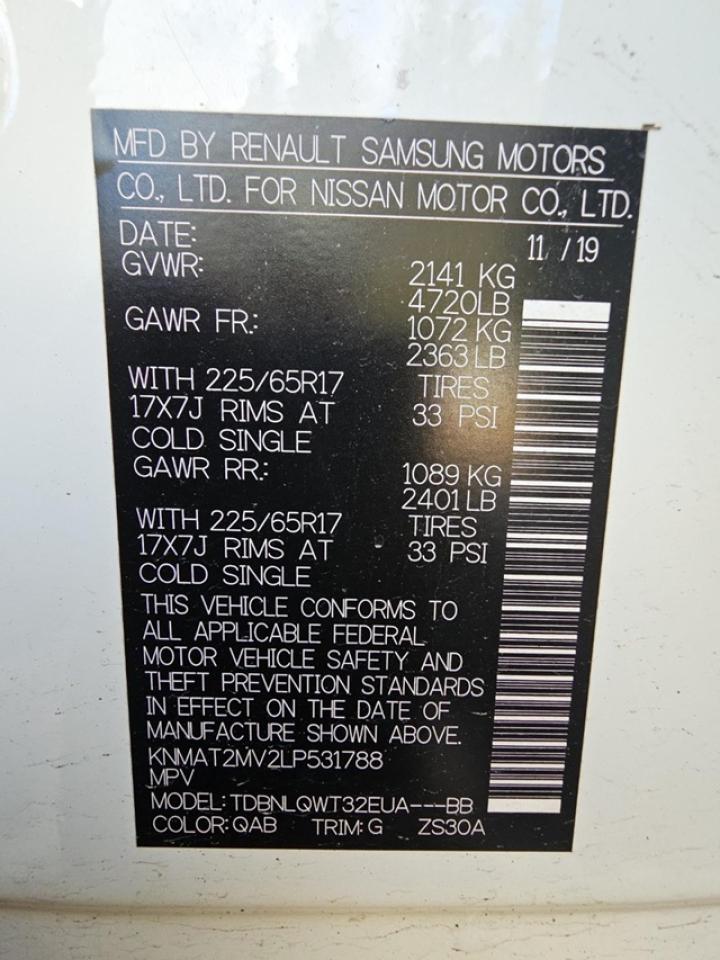 MFD BY RENAULT SAMSUNG MOTORS
CO., LTD. FOR NISSAN MOTOR CO., LTD.
DATE: 11 / 19
GVWR: 2141 KG
4720LB
GAWR FR.: 1072 KG
2363LB
WITH 225/65R17 TIRES
17X7J RIMS AT 33 PSI
COLD SINGLE
GAWR RR.: 1089 KG
2401LB
WITH 225/65R17 TIRES
17X7J RIMS AT 33 PSI
COLD SINGLE
THIS VEHICLE CONFORMS TO
ALL APPLICABLE FEDERAL
MOTOR VEHICLE SAFETY AND
THEFT PREVENTION STANDARDS
IN EFFECT ON THE DATE OF
MANUFACTURE SHOWN ABOVE.
KNMAT2MV2LP531788
MPV
MODEL: TDBNLQWT32EUA---BB
COLOR: QAB TRIM: G ZS30A